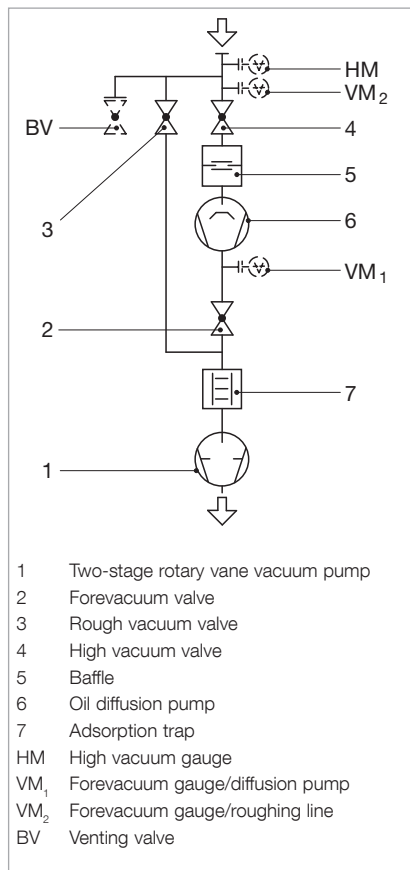 HM
VM₂
BV
4
5
3
6
VM₁
2
7
1
1 Two-stage rotary vane vacuum pump
2 Forevacuum valve
3 Rough vacuum valve
4 High vacuum valve
5 Baffle
6 Oil diffusion pump
7 Adsorption trap
HM High vacuum gauge
VM₁ Forevacuum gauge/diffusion pump
VM₂ Forevacuum gauge/roughing line
BV Venting valve